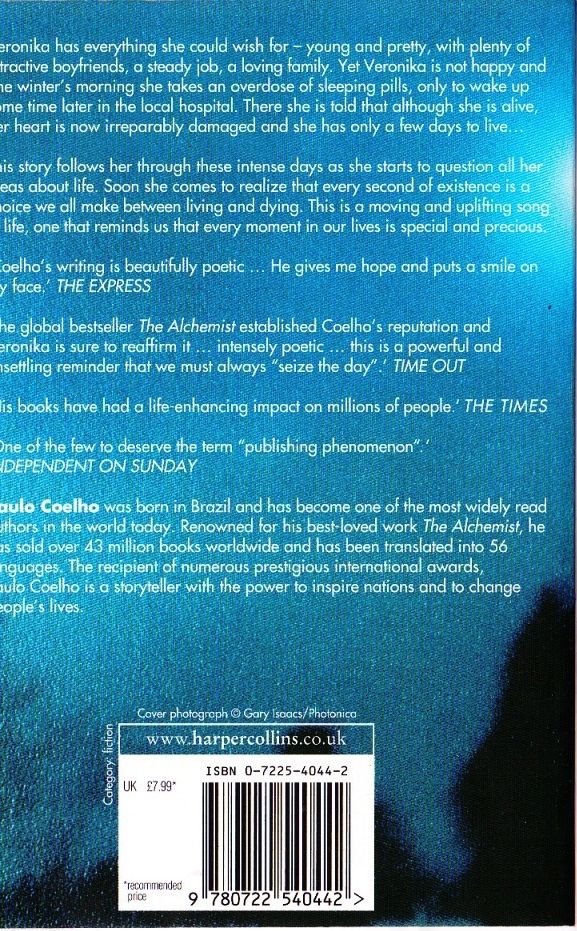 eronika has everything she could wish for – young and pretty, with plenty of
tractive boyfriends, a steady job, a loving family. Yet Veronika is not happy and
ne winter's morning she takes an overdose of sleeping pills, only to wake up
ome time later in the local hospital. There she is told that although she is alive,
er heart is now irreparably damaged and she has only a few days to live…
is story follows her through these intense days as she starts to question all her
eas about life. Soon she comes to realize that every second of existence is a
hoice we all make between living and dying. This is a moving and uplifting song
life, one that reminds us that every moment in our lives is special and precious.
Coelho's writing is beautifully poetic … He gives me hope and puts a smile on
y face.' THE EXPRESS
he global bestseller The Alchemist established Coelho's reputation and
eronika is sure to reaffirm it … intensely poetic … this is a powerful and
nsettling reminder that we must always "seize the day".' TIME OUT
is books have had a life-enhancing impact on millions of people.' THE TIMES
One of the few to deserve the term "publishing phenomenon".'
NDEPENDENT ON SUNDAY
aulo Coelho was born in Brazil and has become one of the most widely read
uthors in the world today. Renowned for his best-loved work The Alchemist, he
as sold over 43 million books worldwide and has been translated into 56
nguages. The recipient of numerous prestigious international awards,
aulo Coelho is a storyteller with the power to inspire nations and to change
eople's lives.
Cover photograph © Gary Isaacs/Photonica
Category: fiction
www.harpercollins.co.uk
ISBN 0-7225-4044-2
UK £7.99*
*recommended
price
9 780722 540442 >